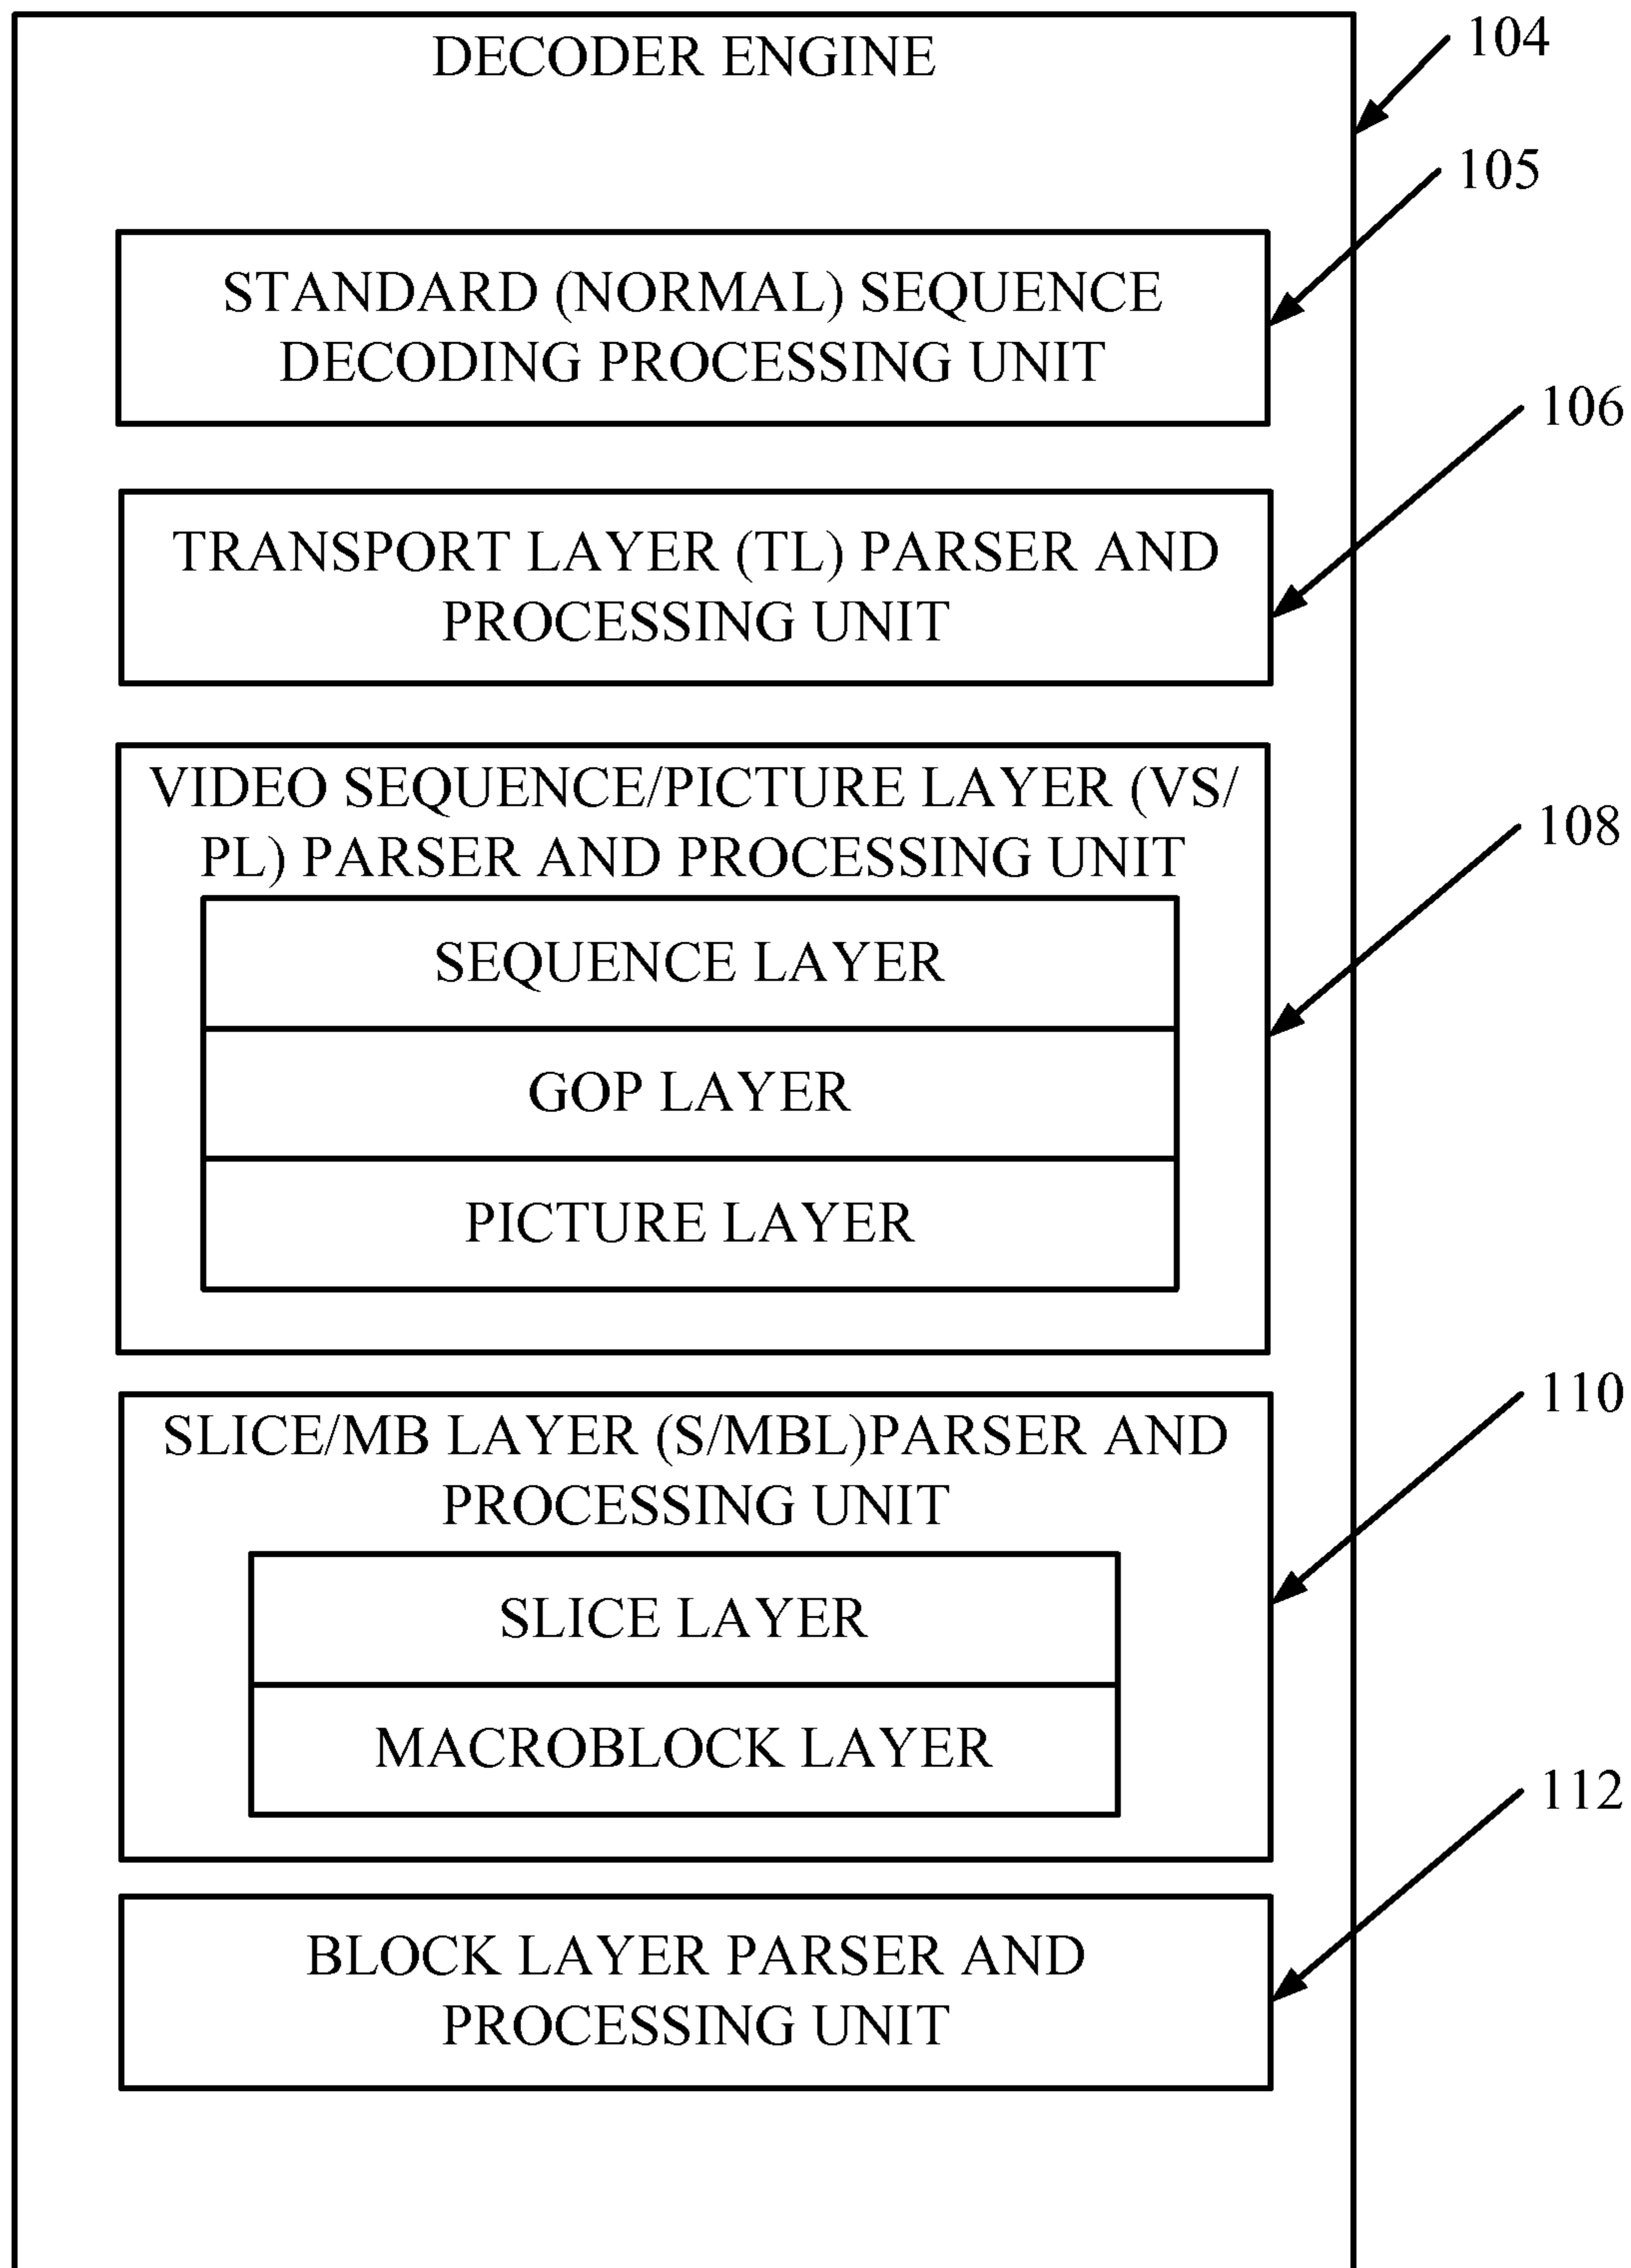 DECODER ENGINE
104
105
STANDARD (NORMAL) SEQUENCE
DECODING PROCESSING UNIT
106
TRANSPORT LAYER (TL) PARSER AND
PROCESSING UNIT
VIDEO SEQUENCE/PICTURE LAYER (VS/
PL) PARSER AND PROCESSING UNIT
108
SEQUENCE LAYER
GOP LAYER
PICTURE LAYER
110
SLICE/MB LAYER (S/MBL)PARSER AND
PROCESSING UNIT
SLICE LAYER
MACROBLOCK LAYER
112
BLOCK LAYER PARSER AND
PROCESSING UNIT